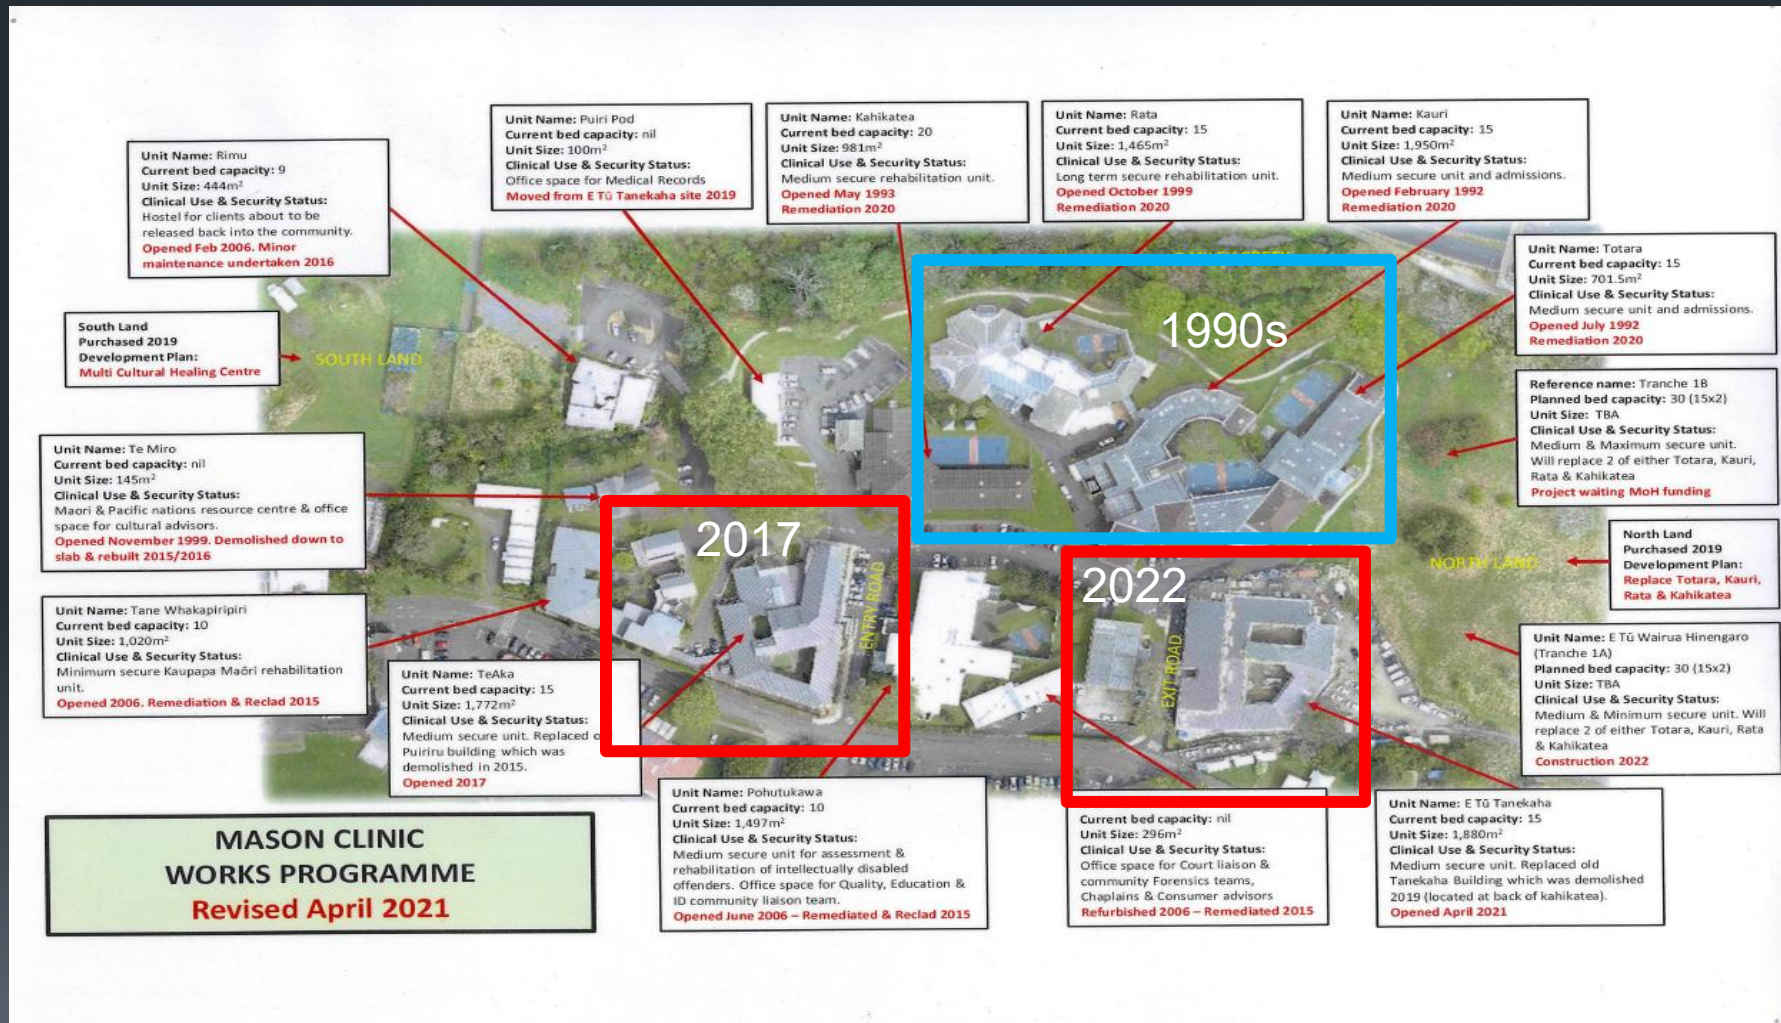 Unit Name: Puiri Pod
Current bed capacity: nil
Unit Size: 100m²
Clinical Use & Security Status:
Office space for Medical Records
Moved from E Tū Tanekaha site 2019
Unit Name: Kahikatea
Current bed capacity: 20
Unit Size: 981m²
Clinical Use & Security Status:
Medium secure rehabilitation unit.
Opened May 1993
Remediation 2020
Unit Name: Rata
Current bed capacity: 15
Unit Size: 1,465m²
Clinical Use & Security Status:
Long term secure rehabilitation unit.
Opened October 1999
Remediation 2020
Unit Name: Kauri
Current bed capacity: 15
Unit Size: 1,950m²
Clinical Use & Security Status:
Medium secure unit and admissions.
Opened February 1992
Remediation 2020
Unit Name: Rimu
Current bed capacity: 9
Unit Size: 444m²
Clinical Use & Security Status:
Hostel for clients about to be
released back into the community.
Opened Feb 2006. Minor
maintenance undertaken 2016
Unit Name: Totara
Current bed capacity: 15
Unit Size: 701.5m²
Clinical Use & Security Status:
Medium secure unit and admissions.
Opened July 1992
Remediation 2020
South Land
Purchased 2019
Development Plan:
Multi Cultural Healing Centre
SOUTH LAND
1990s
Reference name: Tranche 1B
Planned bed capacity: 30 (15x2)
Unit Size: TBA
Clinical Use & Security Status:
Medium & Maximum secure unit.
Will replace 2 of either Totara, Kauri,
Rata & Kahikatea
Project waiting MoH funding
Unit Name: Te Miro
Current bed capacity: nil
Unit Size: 145m²
Clinical Use & Security Status:
Maori & Pacific nations resource centre & office
space for cultural advisors.
Opened November 1999. Demolished down to
slab & rebuilt 2015/2016
2017
2022
ENTRY ROAD
EXIT ROAD
NORTH LAND
North Land
Purchased 2019
Development Plan:
Replace Totara, Kauri,
Rata & Kahikatea
Unit Name: Tane Whakapiripiri
Current bed capacity: 10
Unit Size: 1,020m²
Clinical Use & Security Status:
Minimum secure Kaupapa Maōri rehabilitation
unit.
Opened 2006. Remediation & Reclad 2015
Unit Name: TeAka
Current bed capacity: 15
Unit Size: 1,772m²
Clinical Use & Security Status:
Medium secure unit. Replaced
Puiriru building which was
demolished in 2015.
Opened 2017
Unit Name: E Tū Wairua Hinengaro
(Tranche 1A)
Planned bed capacity: 30 (15x2)
Unit Size: TBA
Clinical Use & Security Status:
Medium & Minimum secure unit. Will
replace 2 of either Totara, Kauri, Rata
& Kahikatea
Construction 2022
Unit Name: Pohutukawa
Current bed capacity: 10
Unit Size: 1,497m²
Clinical Use & Security Status:
Medium secure unit for assessment &
rehabilitation of intellectually disabled
offenders. Office space for Quality, Education &
ID community liaison team.
Opened June 2006 – Remediated & Reclad 2015
Current bed capacity: nil
Unit Size: 296m²
Clinical Use & Security Status:
Office space for Court liaison &
community Forensics teams,
Chaplains & Consumer advisors
Refurbished 2006 – Remediated 2015
Unit Name: E Tū Tanekaha
Current bed capacity: 15
Unit Size: 1,880m²
Clinical Use & Security Status:
Medium secure unit. Replaced old
Tanekaha Building which was demolished
2019 (located at back of kahikatea).
Opened April 2021
MASON CLINIC
WORKS PROGRAMME
Revised April 2021